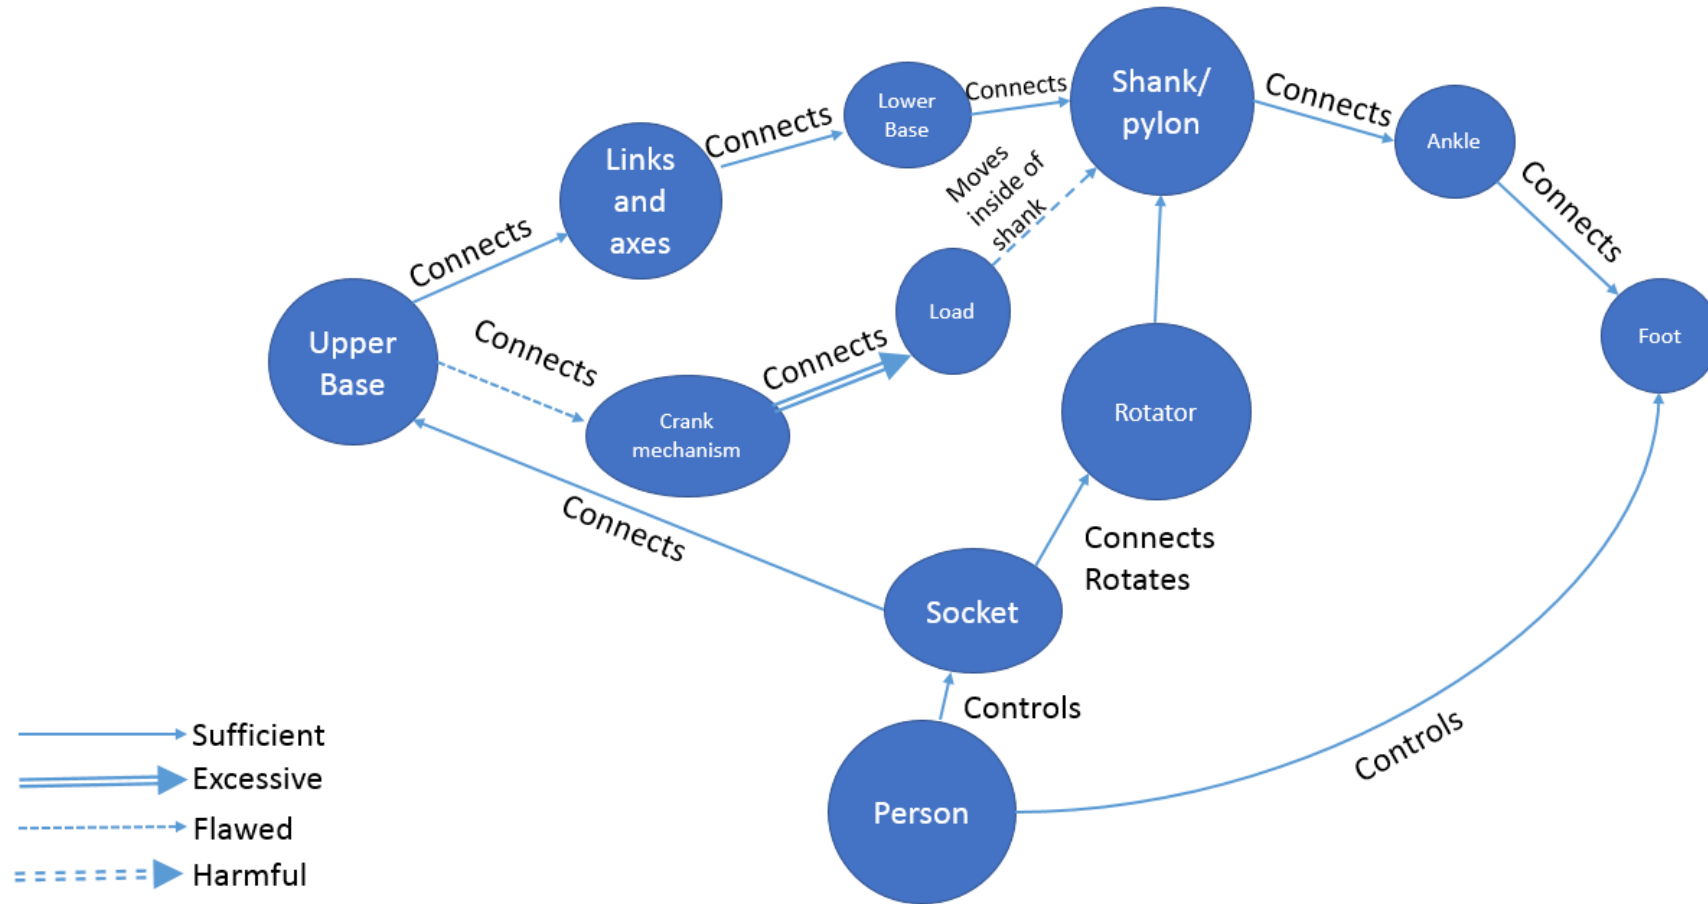 Shank/
pylon
Connects
Lower
Base
Connects
Connects
Ankle
Links
and
axes
Connects
Moves
inside of
shank
Connects
Connects
Upper
Base
Connects
Load
Foot
Connects
Crank
mechanism
Rotator
Connects
Connects
Rotates
Socket
Controls
Controls
Person
Sufficient
Excessive
Flawed
Harmful